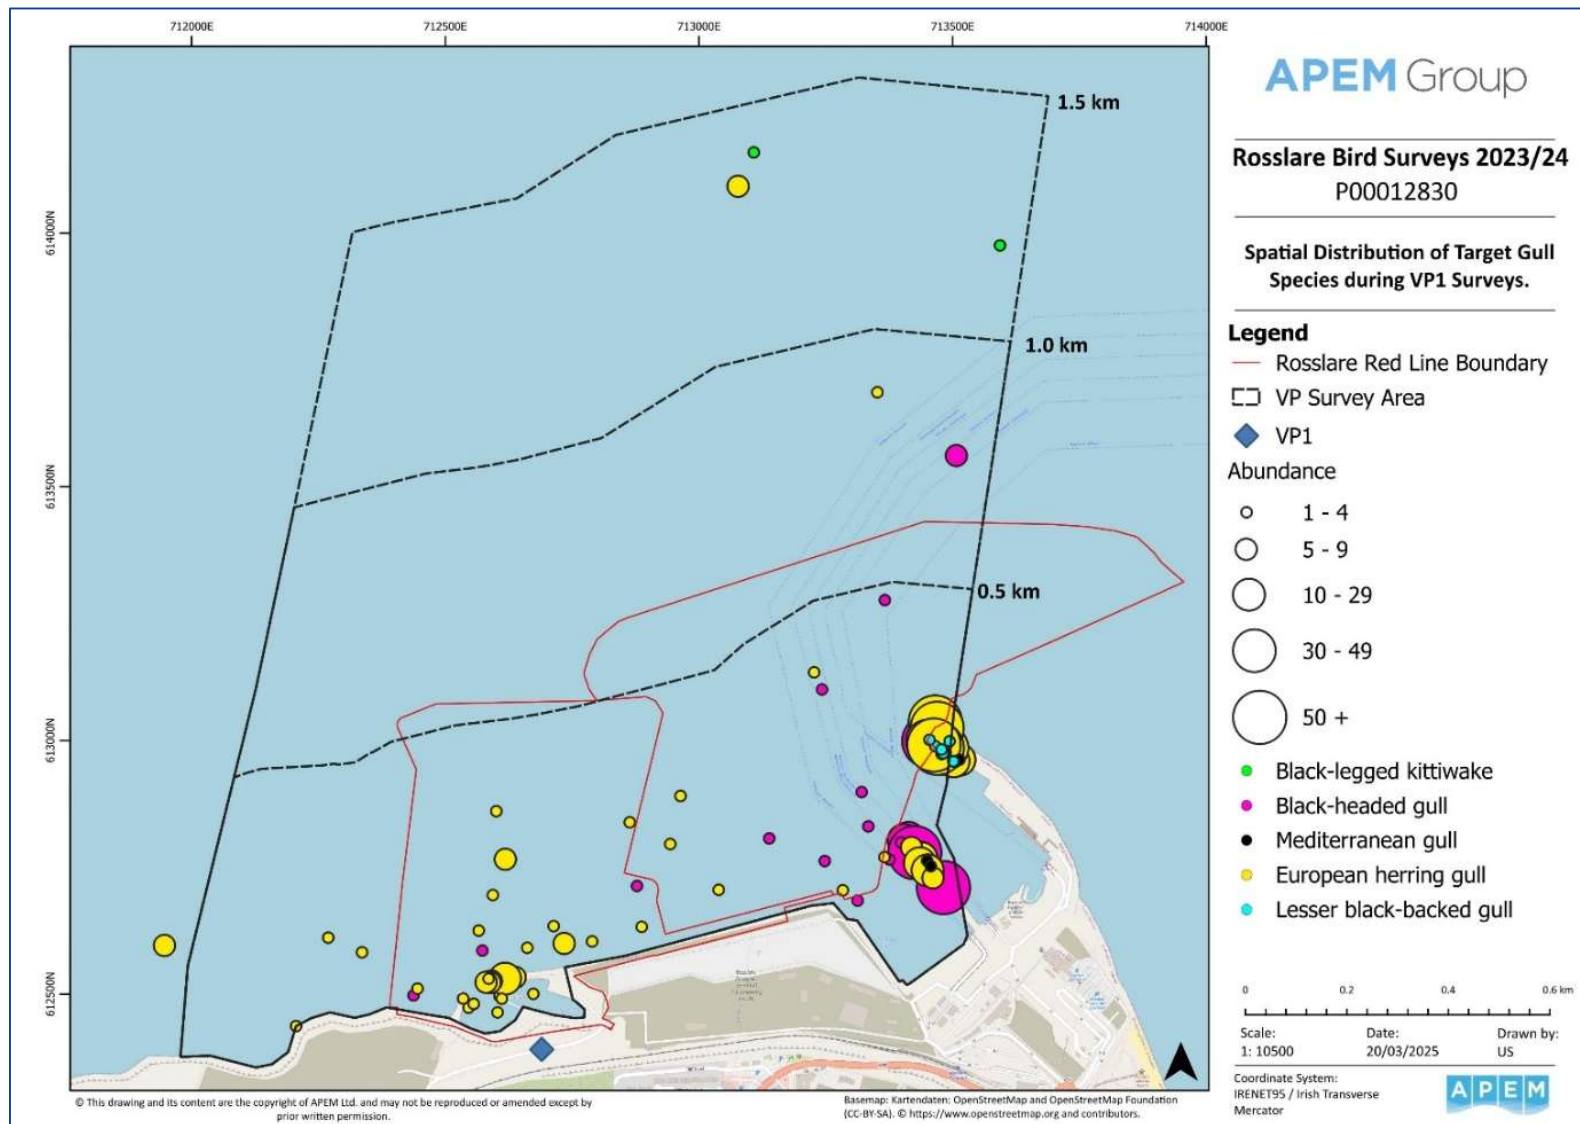 712000E
712500E
713000E
713500E
714000E
614000N
613500N
613000N
612500N
1.5 km
1.0 km
0.5 km
APEM Group
Rosslare Bird Surveys 2023/24
P00012830
Spatial Distribution of Target Gull
Species during VP1 Surveys.
Legend
Rosslare Red Line Boundary
VP Survey Area
VP1
Abundance
1 - 4
5 - 9
10 - 29
30 - 49
50 +
Black-legged kittiwake
Black-headed gull
Mediterranean gull
European herring gull
Lesser black-backed gull
0 0.2 0.4 0.6 km
Scale: Date: Drawn by:
1: 10500 20/03/2025 US
Coordinate System:
IRENET95 / Irish Transverse
Mercator
APEM
© This drawing and its content are the copyright of APEM Ltd. and may not be reproduced or amended except by
prior written permission.
Basemap: Kartendaten: OpenStreetMap and OpenStreetMap Foundation
(CC-BY-SA). © https://www.openstreetmap.org and contributors.